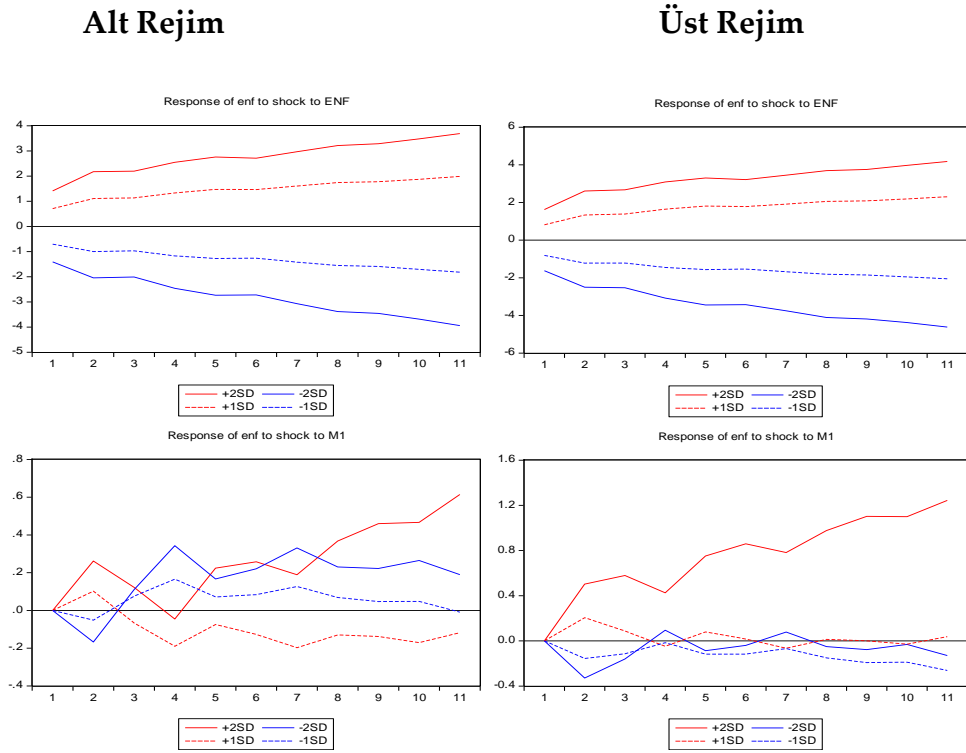 Alt Rejim
Üst Rejim
Response of enf to shock to ENF
4
3
2
1
0
-1
-2
-3
-4
-5
1 2 3 4 5 6 7 8 9 10 11
+2SD -2SD
+1SD -1SD
Response of enf to shock to ENF
6
4
2
0
-2
-4
-6
1 2 3 4 5 6 7 8 9 10 11
+2SD -2SD
+1SD -1SD
Response of enf to shock to M1
.8
.6
.4
.2
.0
-.2
-.4
1 2 3 4 5 6 7 8 9 10 11
+2SD -2SD
+1SD -1SD
Response of enf to shock to M1
1.6
1.2
0.8
0.4
0.0
-0.4
1 2 3 4 5 6 7 8 9 10 11
+2SD -2SD
+1SD -1SD